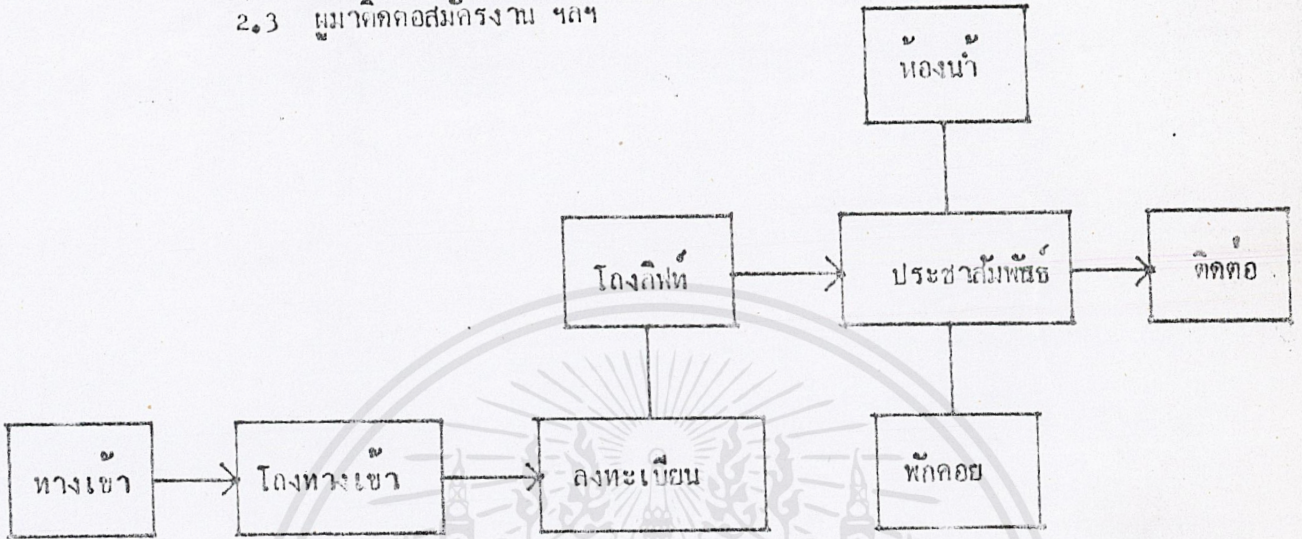 2.3 ผู้มาติดต่อสมัครงาน ฯลฯ
ห้องน้ำ
โถงลิฟท์
ประชาสัมพันธ์
ติดต่อ
ทางเข้า
โถงทางเข้า
ลงทะเบียน
พักคอย